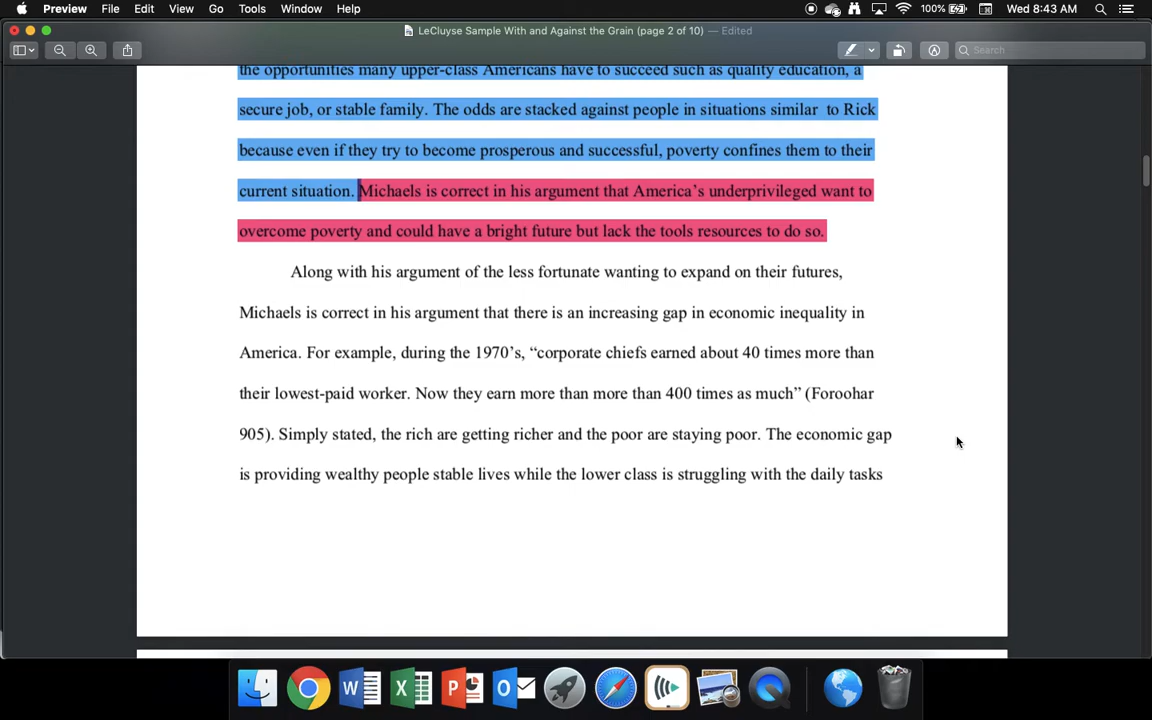 Preview File Edit View Go Tools Window Help 100% Wed 8:43 AM
LeCluyse Sample With and Against the Grain (page 2 of 10) — Edited
Search
the opportunities many upper-class Americans have to succeed such as quality education, a
secure job, or stable family. The odds are stacked against people in situations similar to Rick
because even if they try to become prosperous and successful, poverty confines them to their
current situation. Michaels is correct in his argument that America's underprivileged want to
overcome poverty and could have a bright future but lack the tools resources to do so.
Along with his argument of the less fortunate wanting to expand on their futures,
Michaels is correct in his argument that there is an increasing gap in economic inequality in
America. For example, during the 1970's, “corporate chiefs earned about 40 times more than
their lowest-paid worker. Now they earn more than more than 400 times as much” (Foroohar
905). Simply stated, the rich are getting richer and the poor are staying poor. The economic gap
is providing wealthy people stable lives while the lower class is struggling with the daily tasks
W X P O